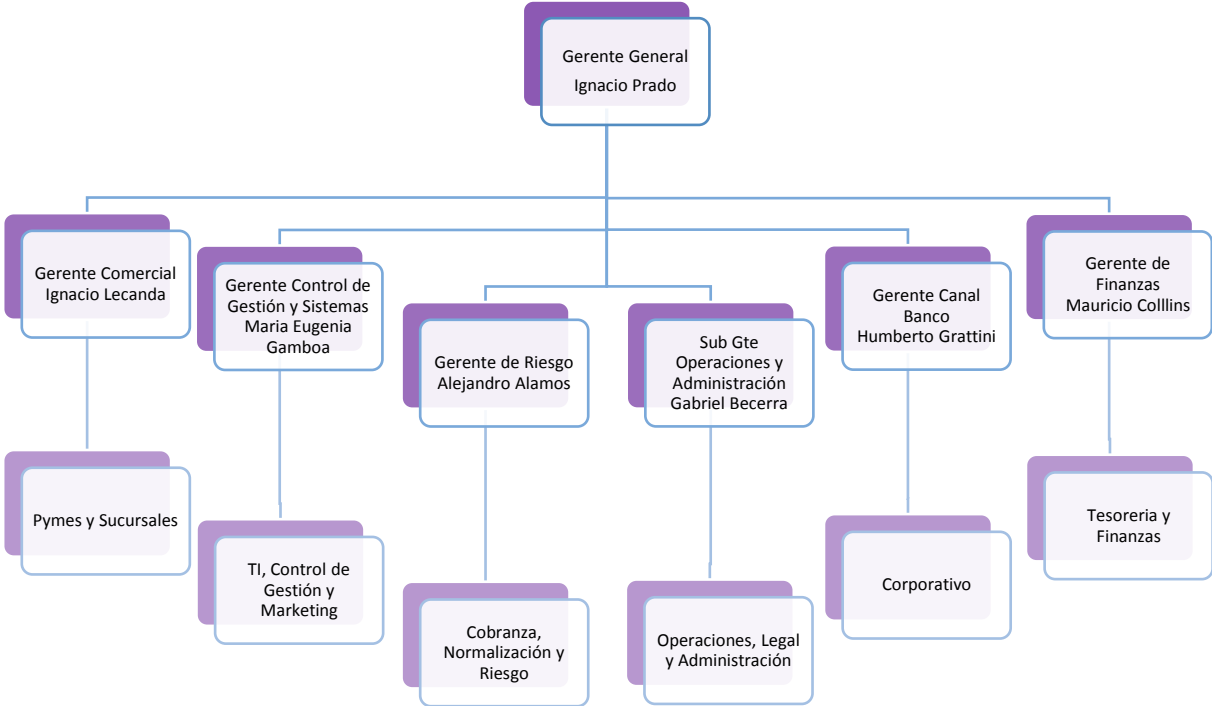 Gerente General
Ignacio Prado
Gerente Comercial
Ignacio Lecanda
Gerente Control de
Gestión y Sistemas
Maria Eugenia
Gamboa
Gerente de Riesgo
Alejandro Alamos
Sub Gte
Operaciones y
Administración
Gabriel Becerra
Gerente Canal
Banco
Humberto Grattini
Gerente de
Finanzas
Mauricio Colllins
Pymes y Sucursales
TI, Control de
Gestión y
Marketing
Cobranza,
Normalización y
Riesgo
Operaciones, Legal
y Administración
Corporativo
Tesoreria y
Finanzas